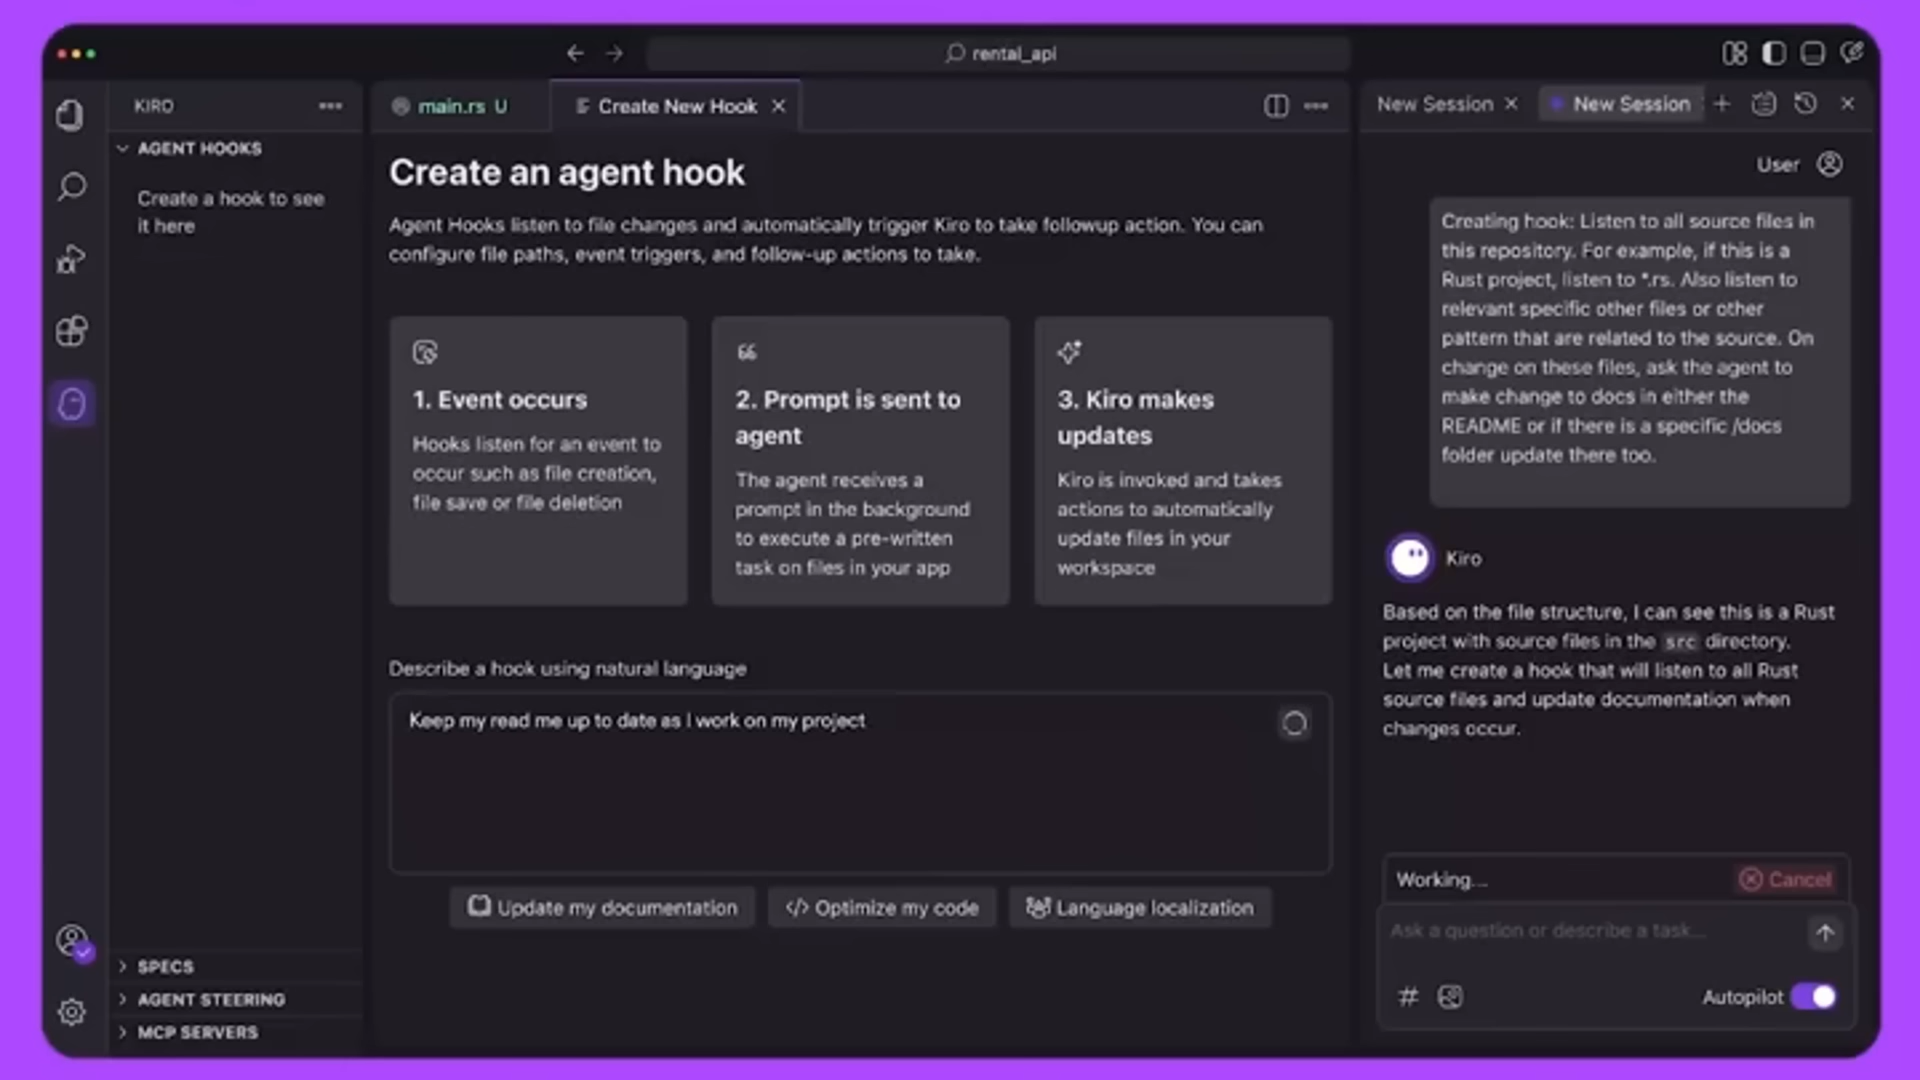 rental_api
KIRO
AGENT HOOKS
Create a hook to see
it here
SPECS
AGENT STEERING
MCP SERVERS
main.rs U
Create New Hook
Create an agent hook
Agent Hooks listen to file changes and automatically trigger Kiro to take followup action. You can
configure file paths, event triggers, and follow-up actions to take.
1. Event occurs
Hooks listen for an event to
occur such as file creation,
file save or file deletion
2. Prompt is sent to
agent
The agent receives a
prompt in the background
to execute a pre-written
task on files in your app
3. Kiro makes
updates
Kiro is invoked and takes
actions to automatically
update files in your
workspace
Describe a hook using natural language
Keep my read me up to date as I work on my project
Update my documentation
Optimize my code
Language localization
New Session
New Session
User
Creating hook: Listen to all source files in
this repository. For example, if this is a
Rust project, listen to *.rs. Also listen to
relevant specific other files or other
pattern that are related to the source. On
change on these files, ask the agent to
make change to docs in either the
README or if there is a specific /docs
folder update there too.
Kiro
Based on the file structure, I can see this is a Rust
project with source files in the src directory.
Let me create a hook that will listen to all Rust
source files and update documentation when
changes occur.
Working...
Cancel
Ask a question or describe a task...
Autopilot